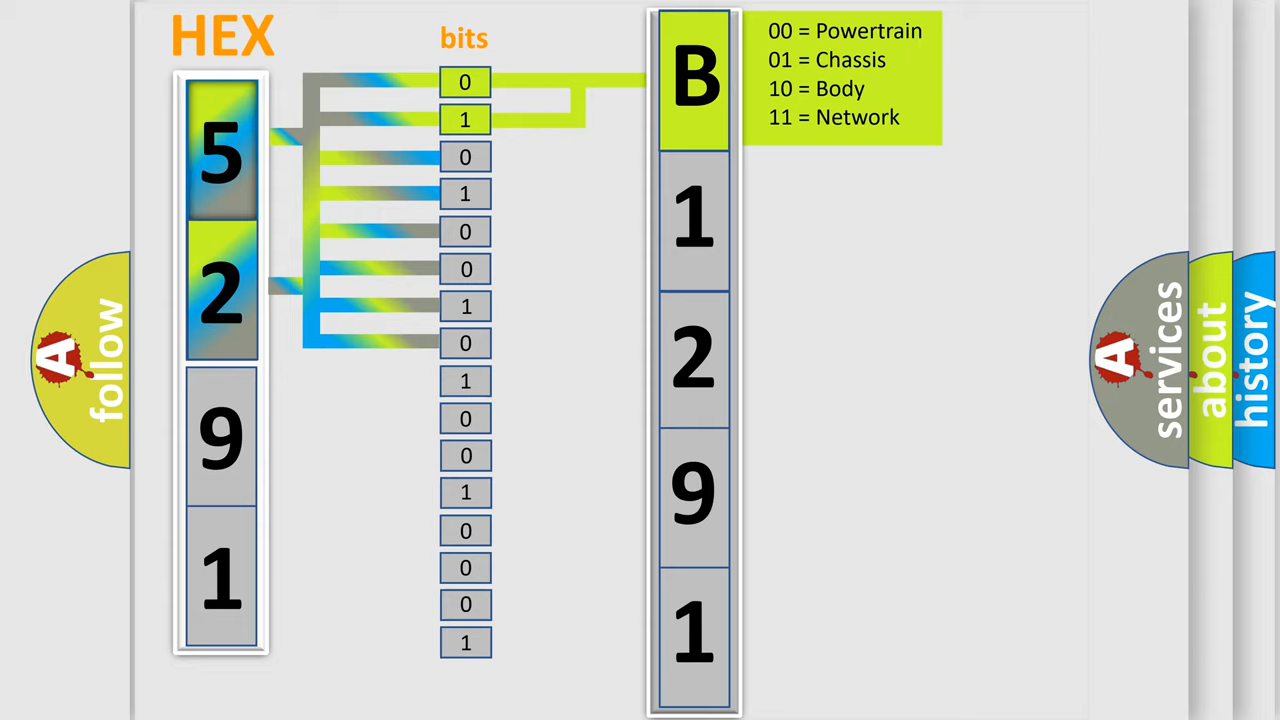 HEX
bits
5
2
9
1
0
1
0
1
0
0
1
0
1
0
0
1
0
0
0
1
B
1
2
9
1
00 = Powertrain
01 = Chassis
10 = Body
11 = Network
A
follow
A
services
about
history